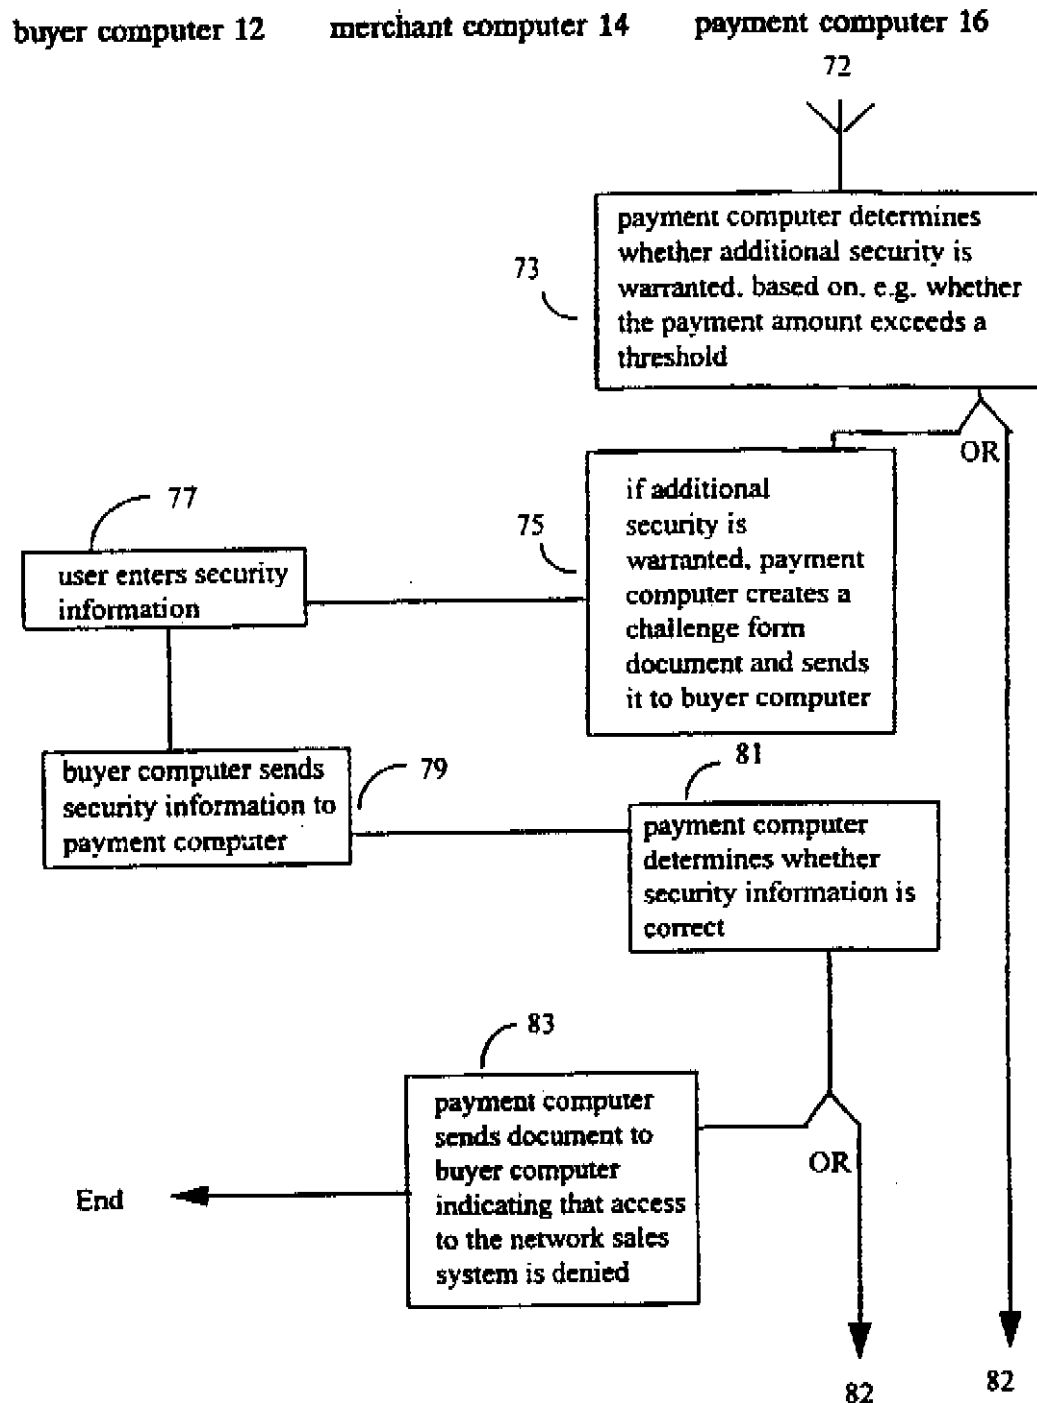 buyer computer 12 merchant computer 14 payment computer 16
72
payment computer determines
whether additional security is
warranted, based on, e.g. whether
the payment amount exceeds a
threshold
73
OR
if additional
security is
warranted, payment
computer creates a
challenge form
document and sends
it to buyer computer
75
77
user enters security
information
buyer computer sends
security information to
payment computer
79
81
payment computer
determines whether
security information is
correct
83
payment computer
sends document to
buyer computer
indicating that access
to the network sales
system is denied
OR
End
82
82